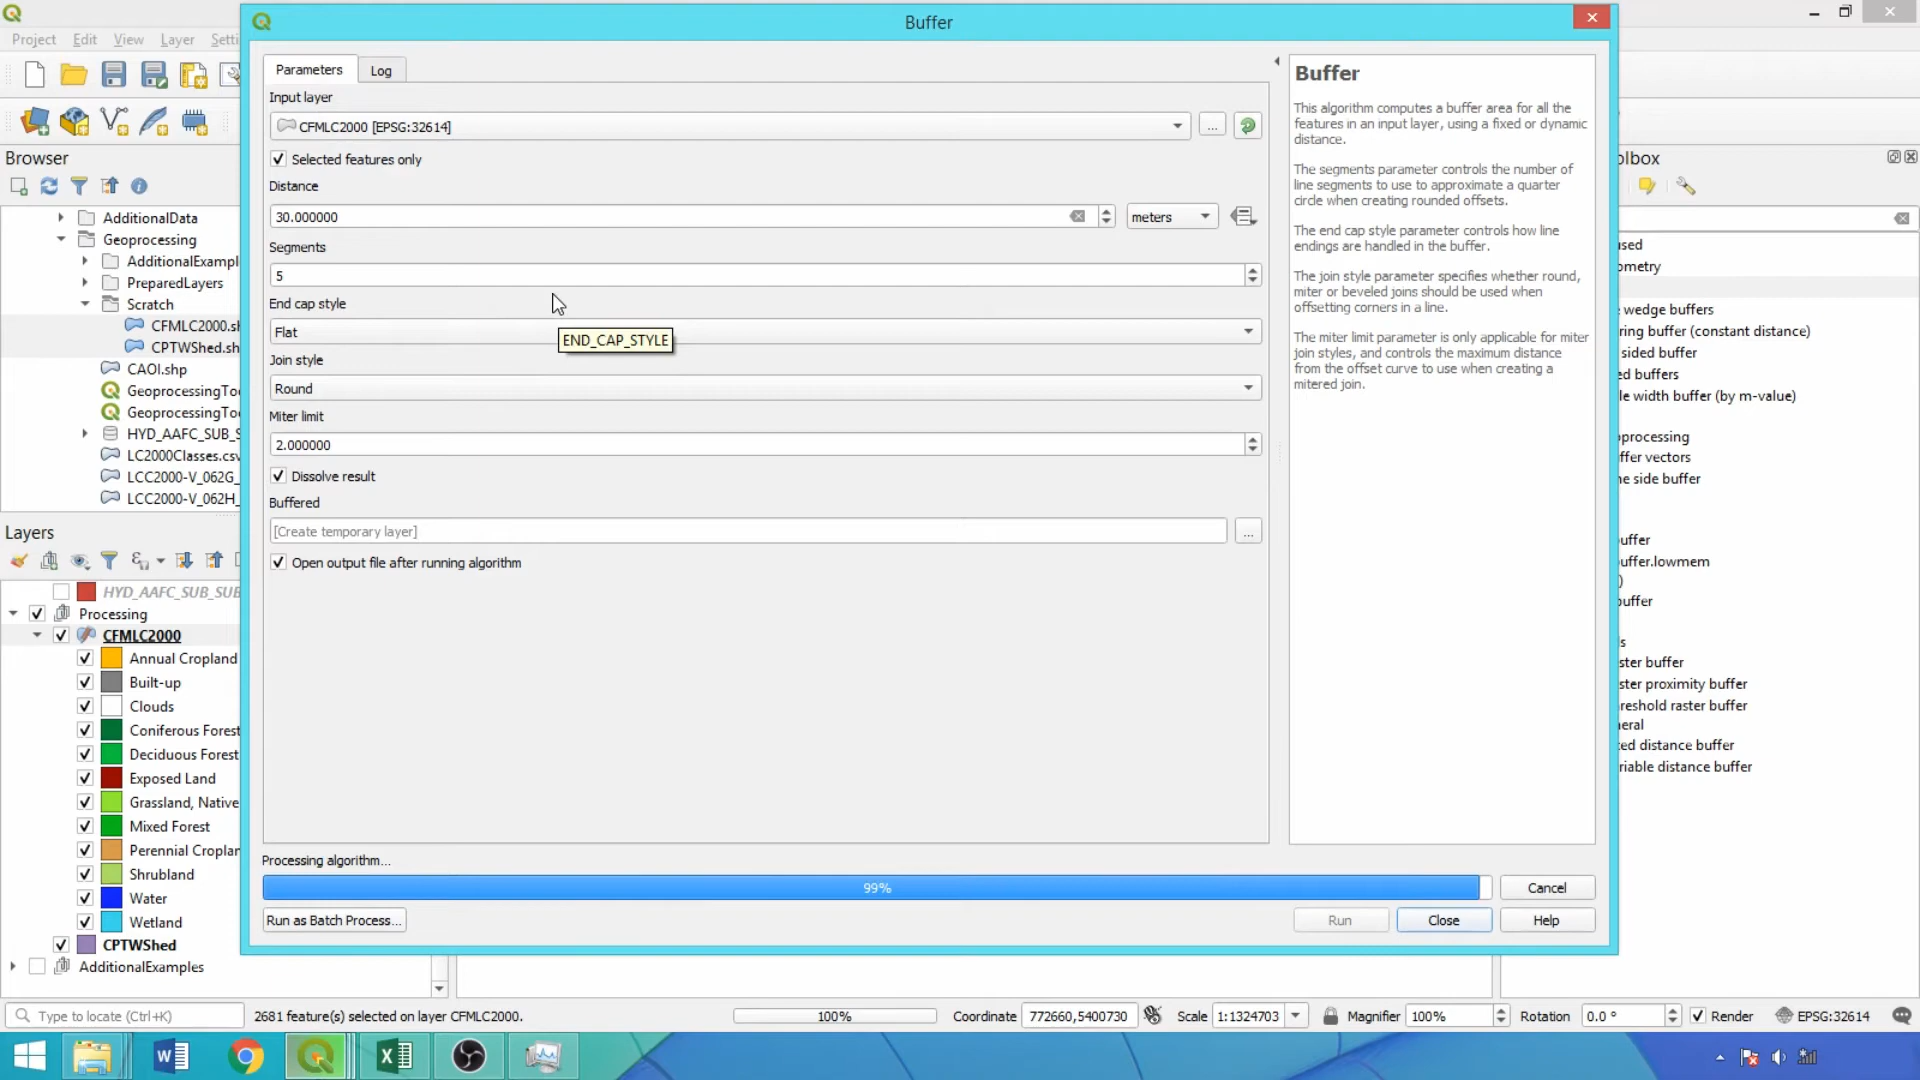 Buffer
Project
Edit
View
Layer
Setti
Browser
AdditionalData
Geoprocessing
AdditionalExampl
PreparedLayers
Scratch
CFMLC2000.sh
CPTWShed.sh
CAOI.shp
GeoprocessingTo
GeoprocessingTo
HYD_AAFC_SUB_S
LC2000Classes.csv
LCC2000-V_062G_
LCC2000-V_062H_
Layers
HYD_AAFC_SUB_SUB
Processing
CFMLC2000
Annual Cropland
Built-up
Clouds
Coniferous Forest
Deciduous Forest
Exposed Land
Grassland, Native
Mixed Forest
Perennial Croplar
Shrubland
Water
Wetland
CPTWShed
AdditionalExamples
Parameters
Log
Input layer
CFMLC2000 [EPSG:32614]
...
Selected features only
Distance
30.000000
meters
Segments
5
End cap style
Flat
END_CAP_STYLE
Join style
Round
Miter limit
2.000000
Dissolve result
Buffered
[Create temporary layer]
...
Open output file after running algorithm
Processing algorithm...
99%
Cancel
Run as Batch Process...
Run
Close
Help
Buffer
This algorithm computes a buffer area for all the
features in an input layer, using a fixed or dynamic
distance.
The segments parameter controls the number of
line segments to use to approximate a quarter
circle when creating rounded offsets.
The end cap style parameter controls how line
endings are handled in the buffer.
The join style parameter specifies whether round,
miter or beveled joins should be used when
offsetting corners in a line.
The miter limit parameter is only applicable for miter
join styles, and controls the maximum distance
from the offset curve to use when creating a
mitered join.
olbox
used
ometry
e wedge buffers
ring buffer (constant distance)
sided buffer
ed buffers
le width buffer (by m-value)
processing
ffer vectors
ne side buffer
uffer
uffer.lowmem
)
buffer
s
ster buffer
ster proximity buffer
reshold raster buffer
eral
ed distance buffer
riable distance buffer
Type to locate (Ctrl+K)
2681 feature(s) selected on layer CFMLC2000.
100%
Coordinate
772660,5400730
Scale
1:1324703
Magnifier
100%
Rotation
0.0 °
Render
EPSG:32614